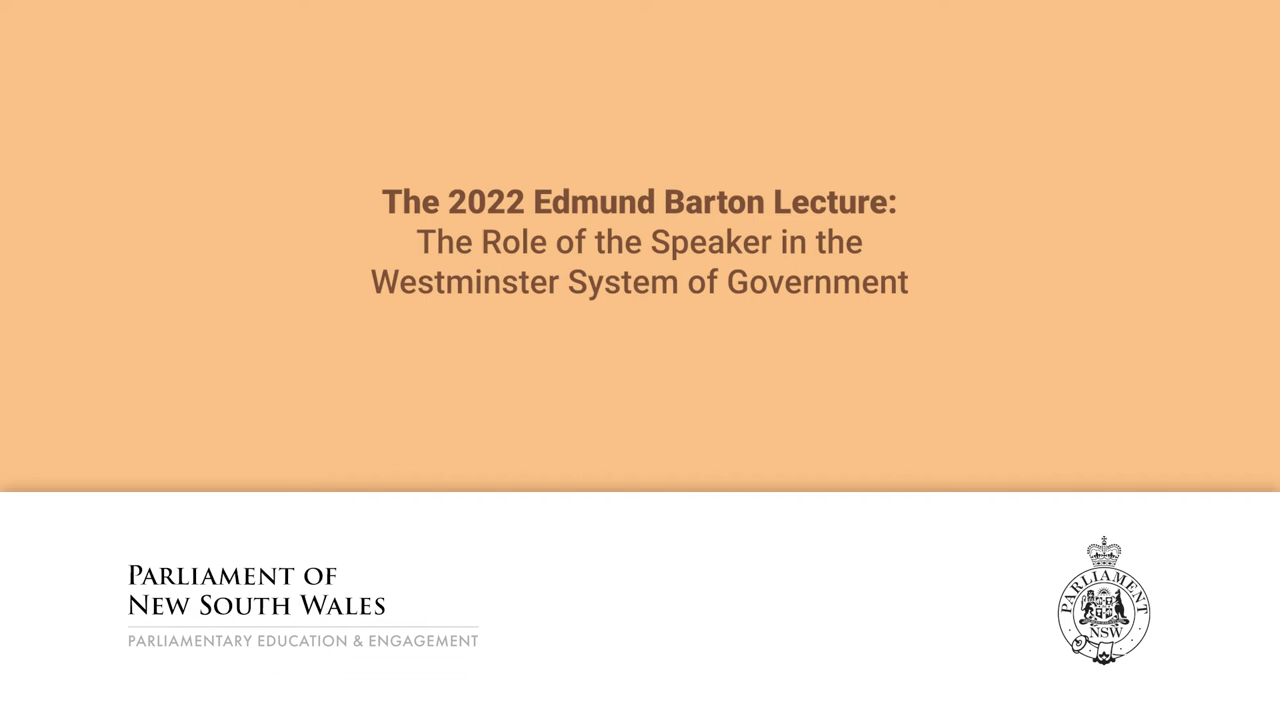 The 2022 Edmund Barton Lecture:
The Role of the Speaker in the
Westminster System of Government
PARLIAMENT OF
NEW SOUTH WALES
PARLIAMENTARY EDUCATION & ENGAGEMENT
PARLIAMENT
NSW